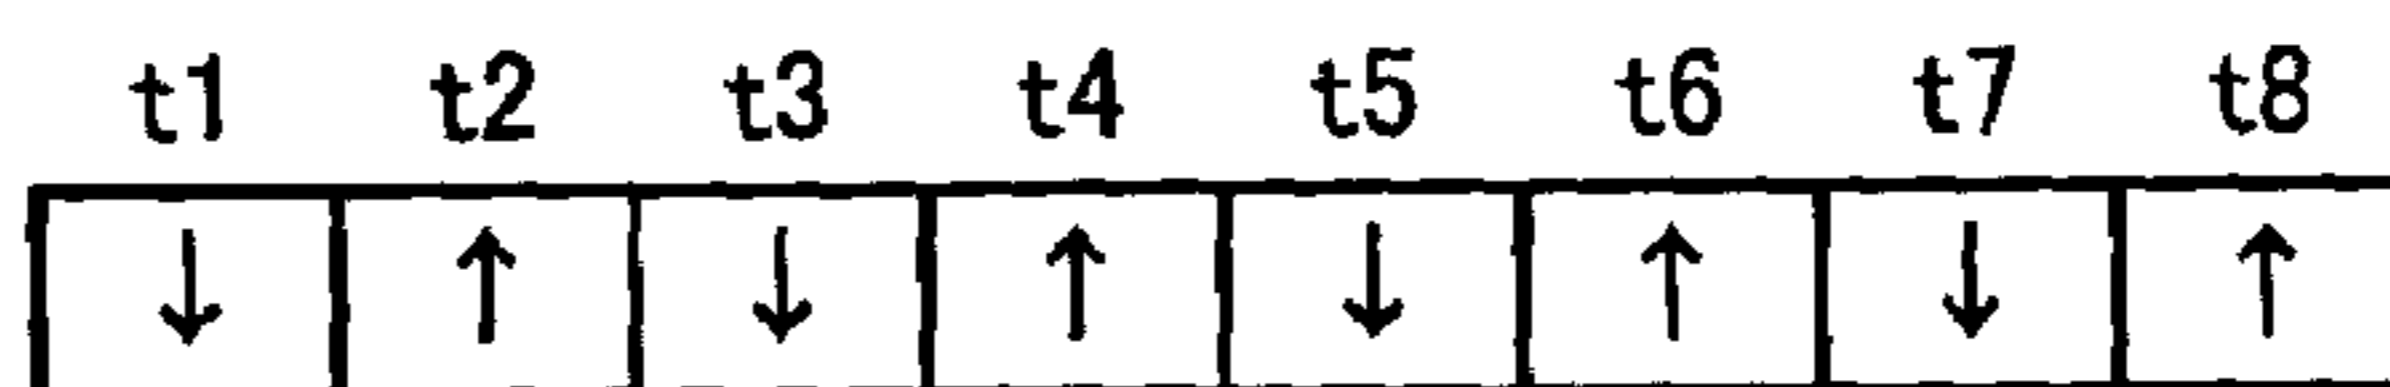 t1 t2 t3 t4 t5 t6 t7 t8
↓ ↑ ↓ ↑ ↓ ↑ ↓ ↑